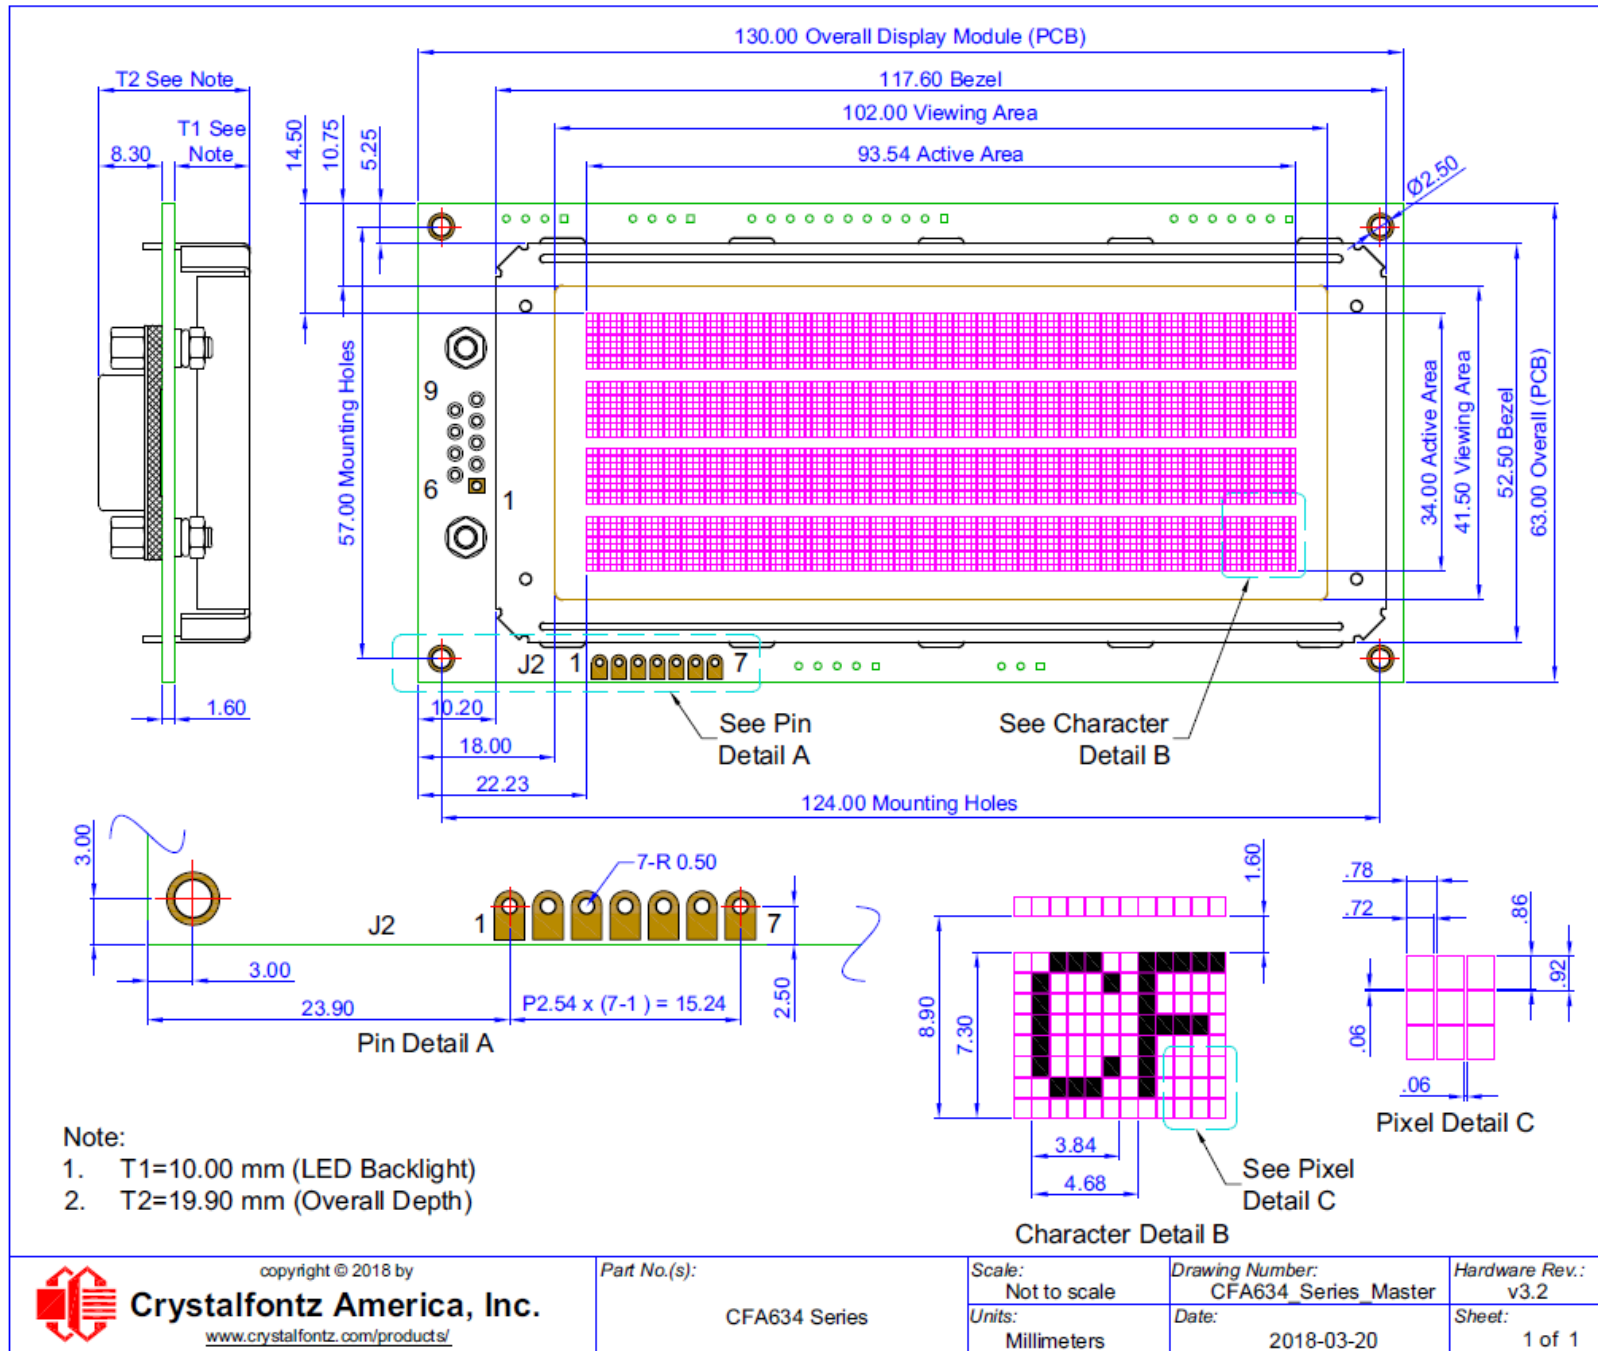 130.00 Overall Display Module (PCB)
T2 See Note
117.60 Bezel
102.00 Viewing Area
T1 See
Note
8.30
14.50
10.75
5.25
93.54 Active Area
Ø2.50
57.00 Mounting Holes
9
6
1
34.00 Active Area
41.50 Viewing Area
52.50 Bezel
63.00 Overall (PCB)
J2 1 7
1.60
10.20
See Pin
Detail A
See Character
Detail B
18.00
22.23
124.00 Mounting Holes
3.00
7-R 0.50
J2 1 7
3.00
23.90
P2.54 x (7-1 ) = 15.24
2.50
Pin Detail A
1.60
8.90
7.30
3.84
4.68
See Pixel
Detail C
Character Detail B
.78
.72
.86
.92
.06
.06
Pixel Detail C
Note:
1. T1=10.00 mm (LED Backlight)
2. T2=19.90 mm (Overall Depth)
copyright © 2018 by
Crystalfontz America, Inc.
www.crystalfontz.com/products/
Part No.(s):
CFA634 Series
Scale:
Not to scale
Drawing Number:
CFA634_Series_Master
Hardware Rev.:
v3.2
Units:
Millimeters
Date:
2018-03-20
Sheet:
1 of 1